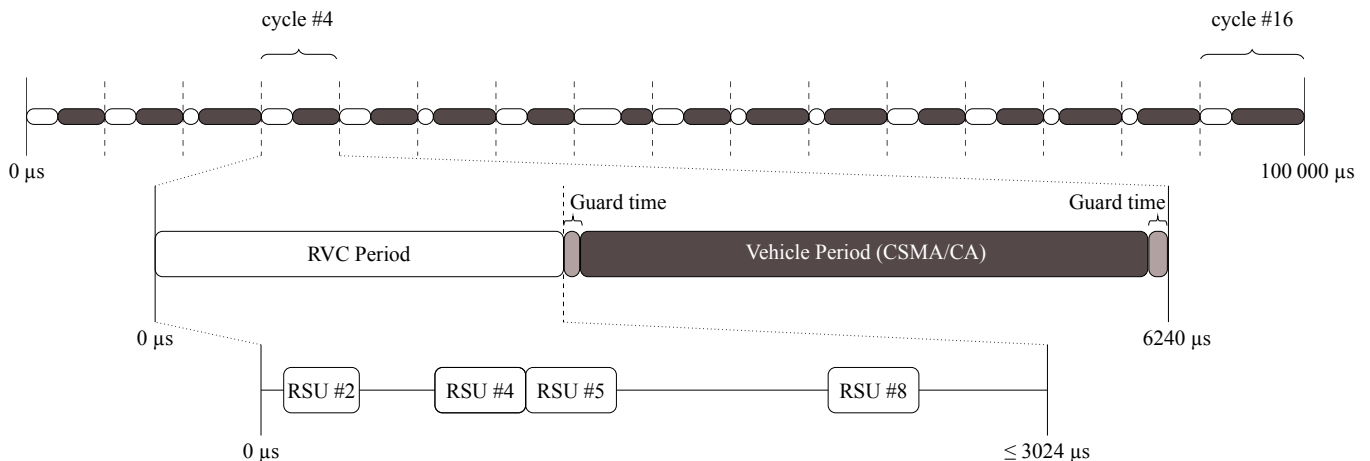 cycle #4
cycle #16
0 µs
100 000 µs
Guard time
Guard time
RVC Period
Vehicle Period (CSMA/CA)
0 µs
6240 µs
RSU #2
RSU #4
RSU #5
RSU #8
0 µs
≤ 3024 µs